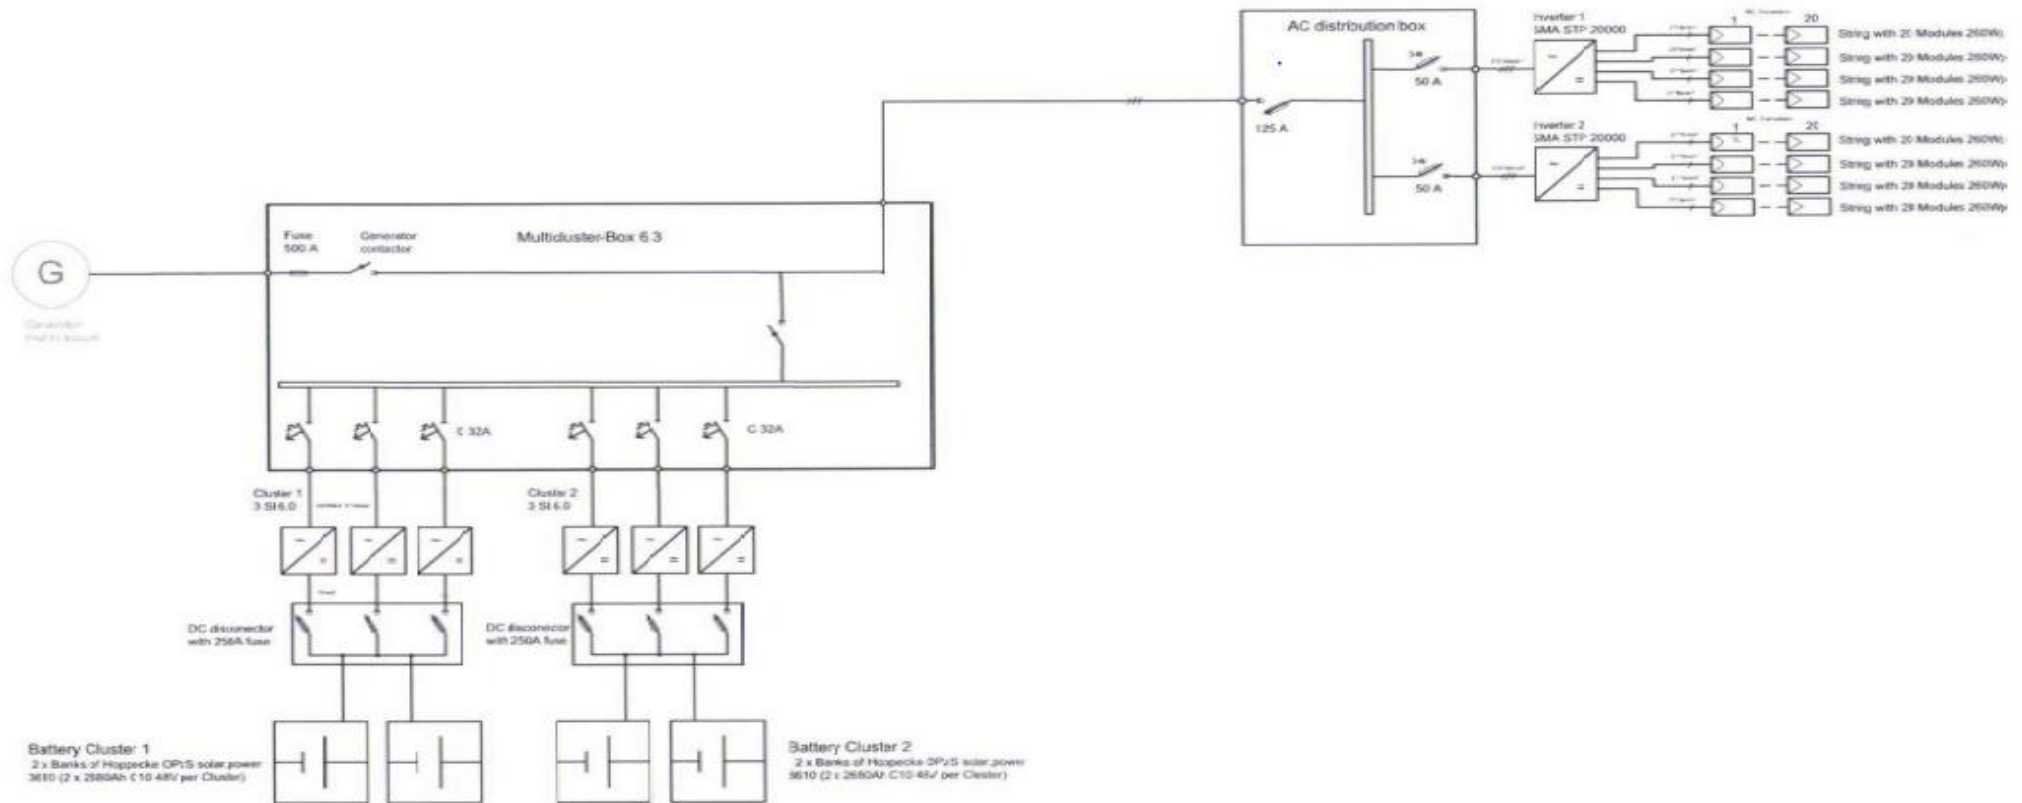 AC distribution box
125 A
50 A
50 A
Inverter 1
SMA STP 20000
1
20
String with 20 Modules 260Wp
String with 20 Modules 260Wp
String with 20 Modules 260Wp
String with 20 Modules 260Wp
Inverter 2
SMA STP 20000
1
20
String with 20 Modules 260Wp
String with 20 Modules 260Wp
String with 20 Modules 260Wp
String with 20 Modules 260Wp
G
Generator
Fuse
500 A
Generator
contactor
Multicluster-Box 6.3
C 32A
C 32A
Cluster 1
3 SI 6.0
Cluster 2
3 SI 6.0
DC disconector
with 250A fuse
DC disconector
with 250A fuse
Battery Cluster 1
2 x Banks of Hoppecke OPzS solar.power
(2 x 2680Ah C10 48V per Cluster)
Battery Cluster 2
2 x Banks of Hoppecke OPzS solar.power
(2 x 2680Ah C10 48V per Cluster)